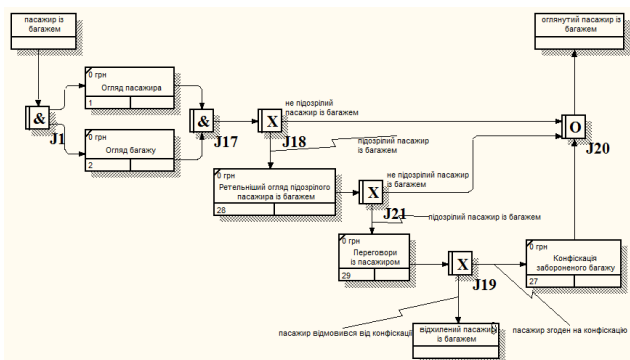 пасажир із
багажем
оглянутий пасажир із
багажем
0 грн
Огляд пасажира
1
&
J1
&
J17
X
J18
не підозрілий
пасажир із багажем
O
J20
0 грн
Огляд багажу
2
підозрілий пасажир
із багажем
0 грн
Ретельніший огляд підозрілого
пасажира із багажем
28
X
J21
не підозрілий пасажир
із багажем
підозрілий пасажир із багажем
0 грн
Переговори
із пасажиром
29
X
J19
0 грн
Конфіскація
забороненого багажу
27
пасажир відмовився від конфіскації
відхилений пасажир
із багажем
пасажир згоден на конфіскацію